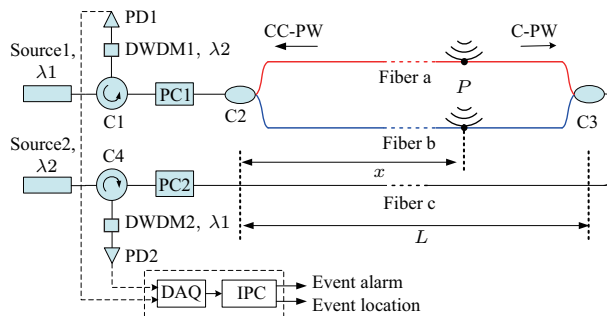 PD1
DWDM1, λ2
CC-PW
C-PW
Source1,
λ1
Fiber a
P
C1
PC1
C2
C3
Source2,
λ2
C4
Fiber b
x
PC2
Fiber c
DWDM2, λ1
L
PD2
Event alarm
DAQ
IPC
Event location